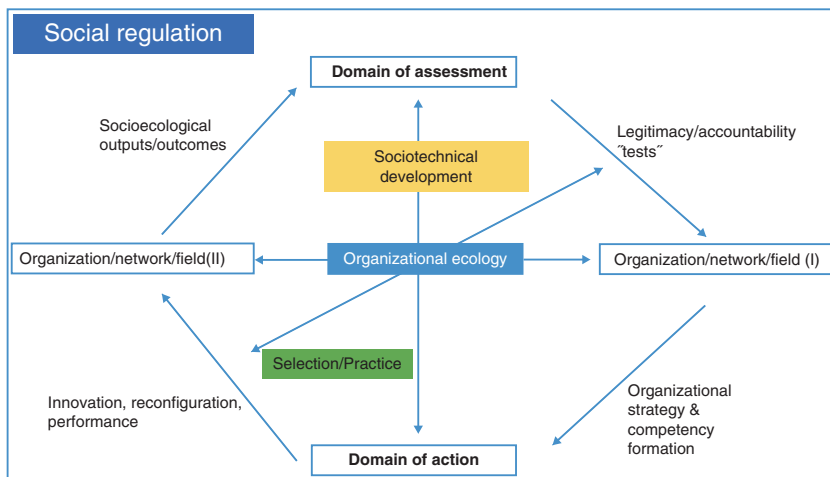 Social regulation
Domain of assessment
Socioecological
outputs/outcomes
Legitimacy/accountability
˝tests˝
Sociotechnical
development
Organization/network/field(II)
Organizational ecology
Organization/network/field (I)
Selection/Practice
Innovation, reconfiguration,
performance
Organizational
strategy &
competency
formation
Domain of action